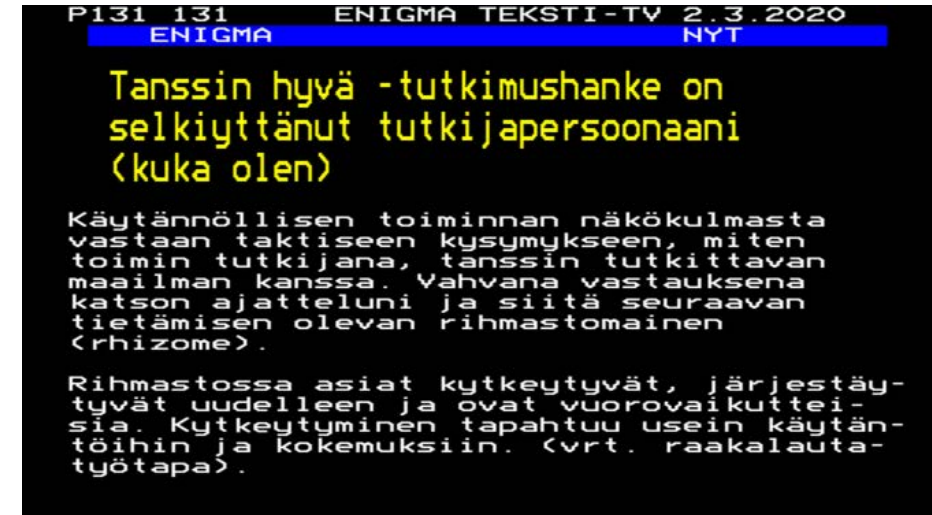 P131 131 ENIGMA TEKSTI-TV 2.3.2020
ENIGMA NYT
Tanssin hyvä -tutkimushanke on
selkiyttänut tutkijapersoonaani
(kuka olen)
Käytännöllisen toiminnan näkökulmasta
vastaan taktiseen kysymykseen, miten
toimin tutkijana, tanssin tutkittavan
maailman kanssa. Vahvana vastauksena
katson ajatteluni ja siitä seuraavan
tietämisen olevan rihmastomainen
(rhizome).
Rihmastossa asiat kytkeytyvät, järjestäy-
tyvät uudelleen ja ovat vuorovaikuttei-
sia. Kytkeytyminen tapahtuu usein käytän-
töihin ja kokemuksiin. (vrt. raakalauta-
työtapa).